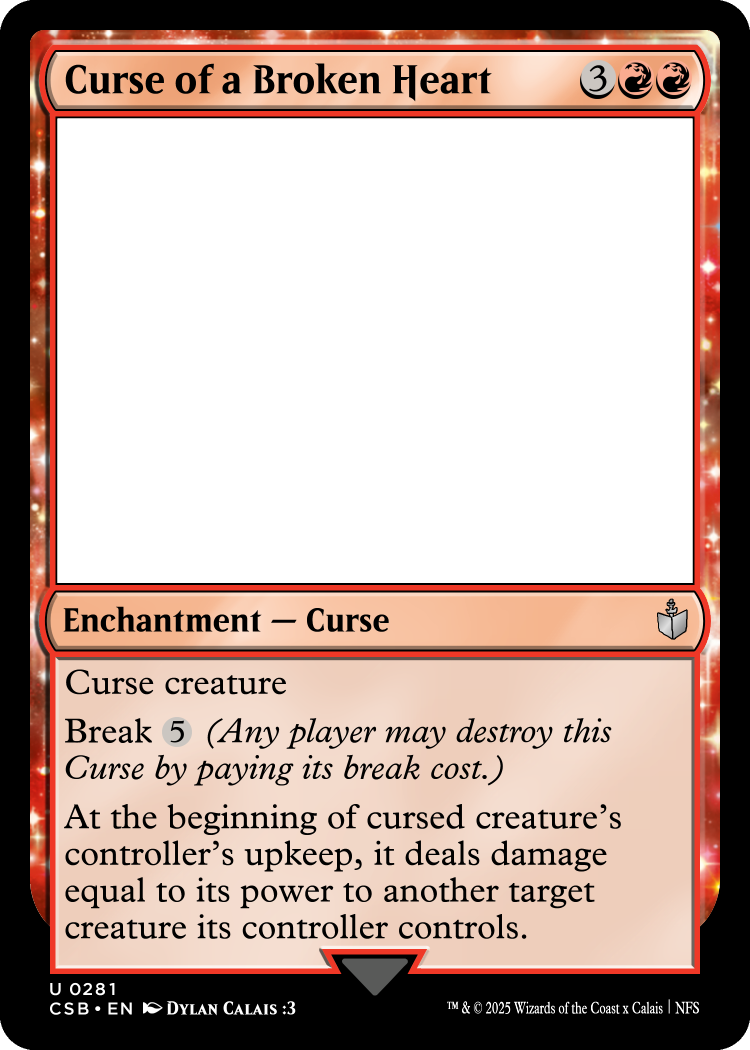 Curse of a Broken Heart 3
Enchantment — Curse
Curse creature
Break 5 (Any player may destroy this
Curse by paying its break cost.)
At the beginning of cursed creature's
controller's upkeep, it deals damage
equal to its power to another target
creature its controller controls.
U 0281
CSB • EN Dylan Calais :3
™ & © 2025 Wizards of the Coast x Calais | NFS